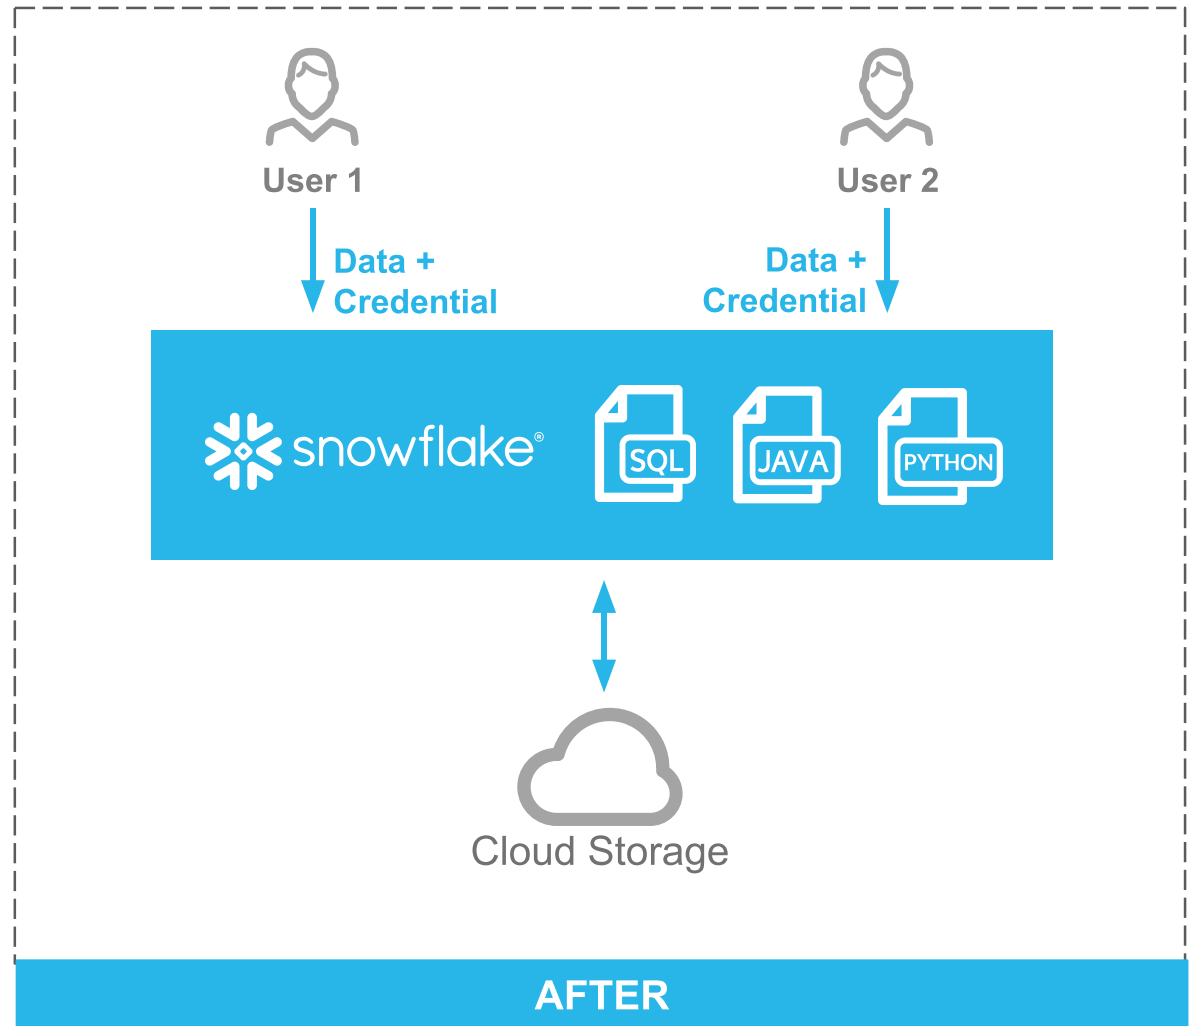 User 1
User 2
Data +
Credential
Data +
Credential
snowflake®
SQL
JAVA
PYTHON
Cloud Storage
AFTER